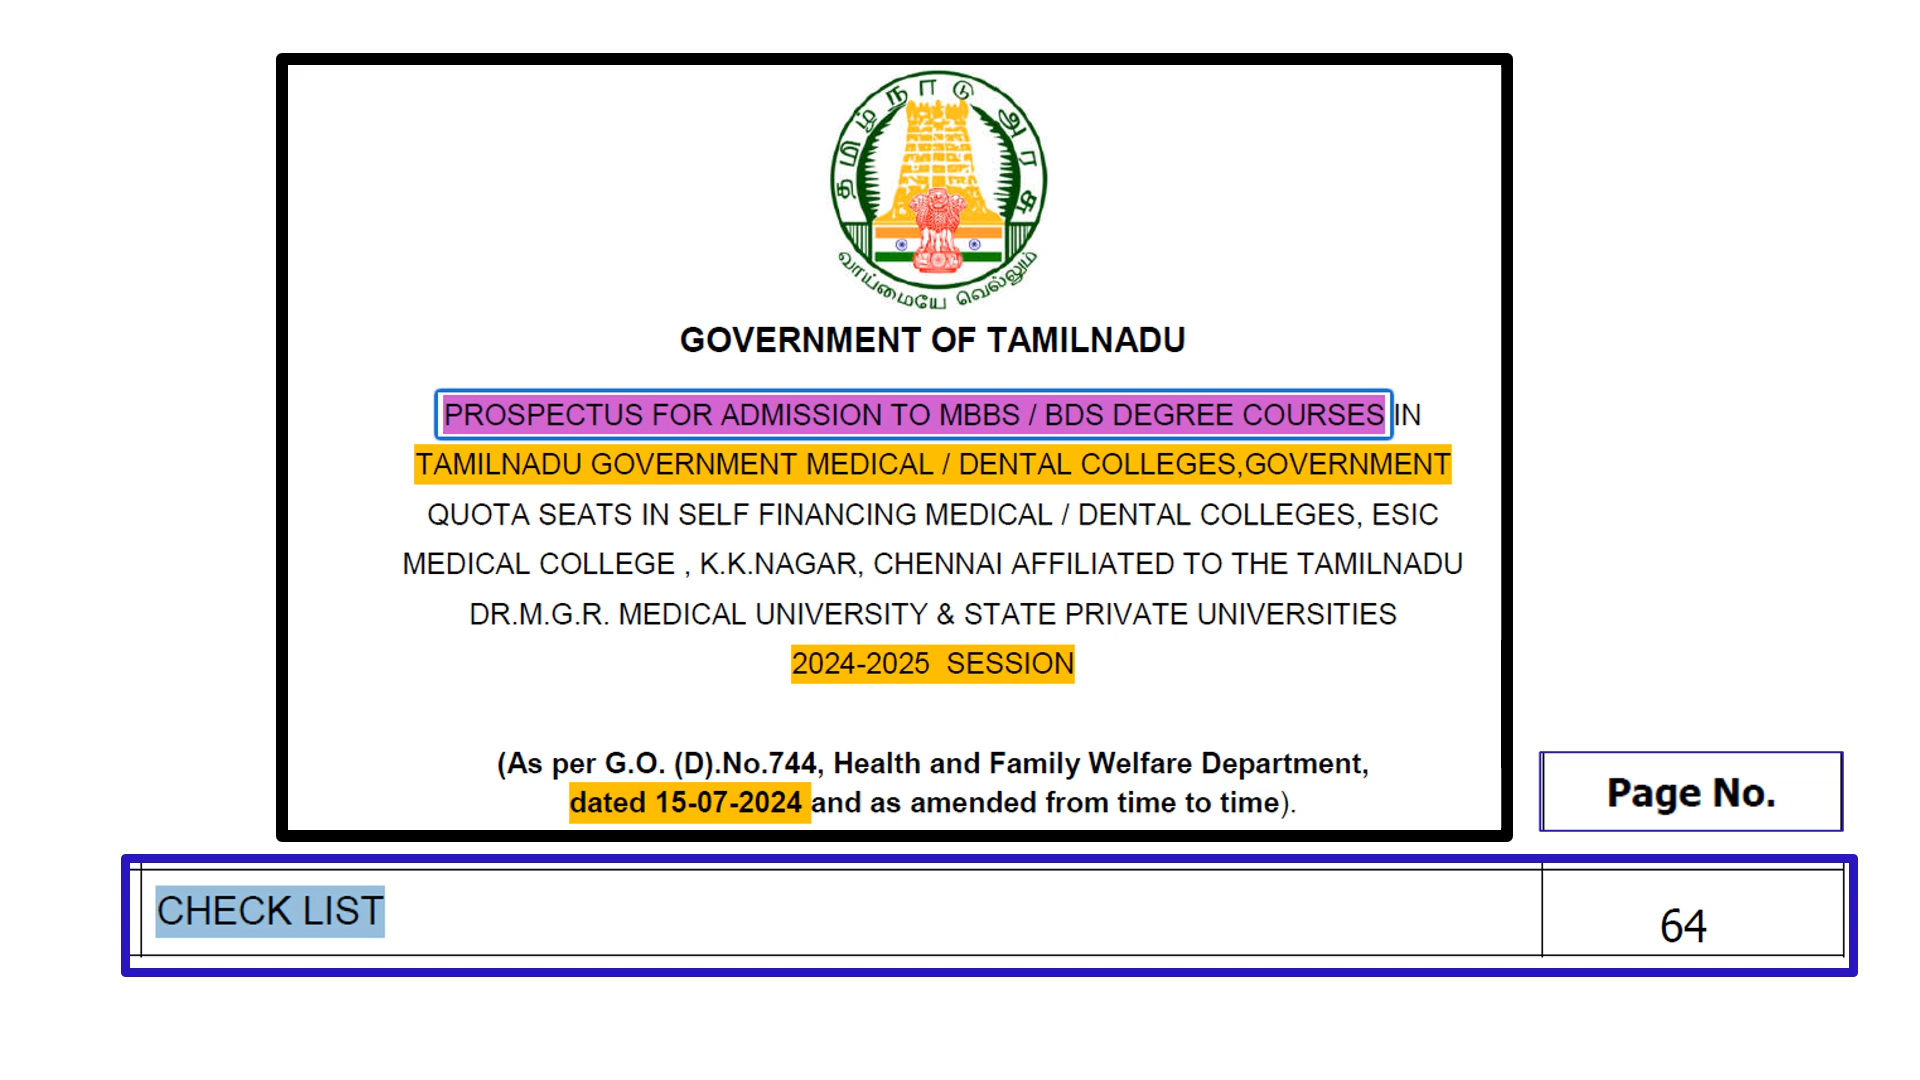 தமிழ்நாடு அரசு
வாய்மையே வெல்லும்
GOVERNMENT OF TAMILNADU
PROSPECTUS FOR ADMISSION TO MBBS / BDS DEGREE COURSES IN
TAMILNADU GOVERNMENT MEDICAL / DENTAL COLLEGES,GOVERNMENT
QUOTA SEATS IN SELF FINANCING MEDICAL / DENTAL COLLEGES, ESIC
MEDICAL COLLEGE , K.K.NAGAR, CHENNAI AFFILIATED TO THE TAMILNADU
DR.M.G.R. MEDICAL UNIVERSITY & STATE PRIVATE UNIVERSITIES
2024-2025 SESSION
(As per G.O. (D).No.744, Health and Family Welfare Department,
dated 15-07-2024 and as amended from time to time).
Page No.
CHECK LIST 64